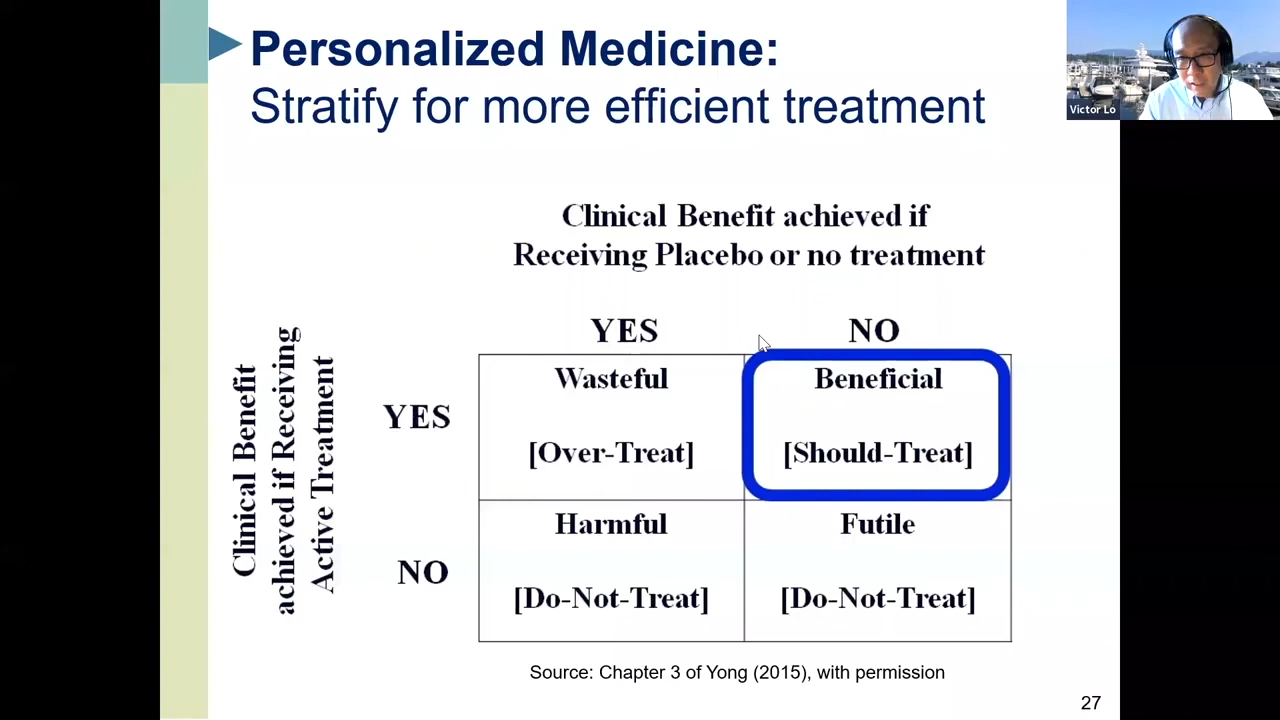 Personalized Medicine:
Stratify for more efficient treatment
Victor Lo
Clinical Benefit achieved if
Receiving Placebo or no treatment
YES
NO
Clinical Benefit
achieved if Receiving
Active Treatment
YES
Wasteful
[Over-Treat]
Beneficial
[Should-Treat]
NO
Harmful
[Do-Not-Treat]
Futile
[Do-Not-Treat]
Source: Chapter 3 of Yong (2015), with permission
27